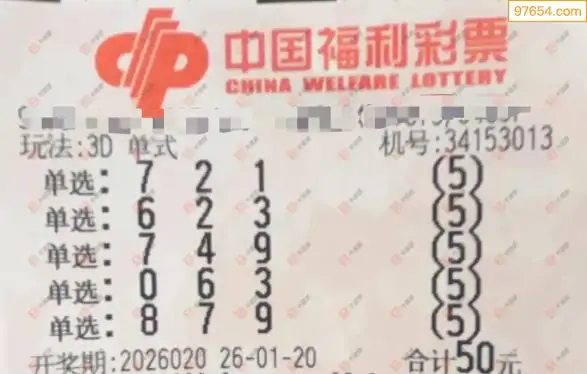 97654.com
中国福利彩票
CHINA WELFARE LOTTERY
玩法:3D 单式 机号:34153013
单选: 7 2 1 (5)
单选: 6 2 3 (5)
单选: 7 4 9 (5)
单选: 0 6 3 (5)
单选: 8 7 9 (5)
开奖期:2026020 26-01-20 合计50元